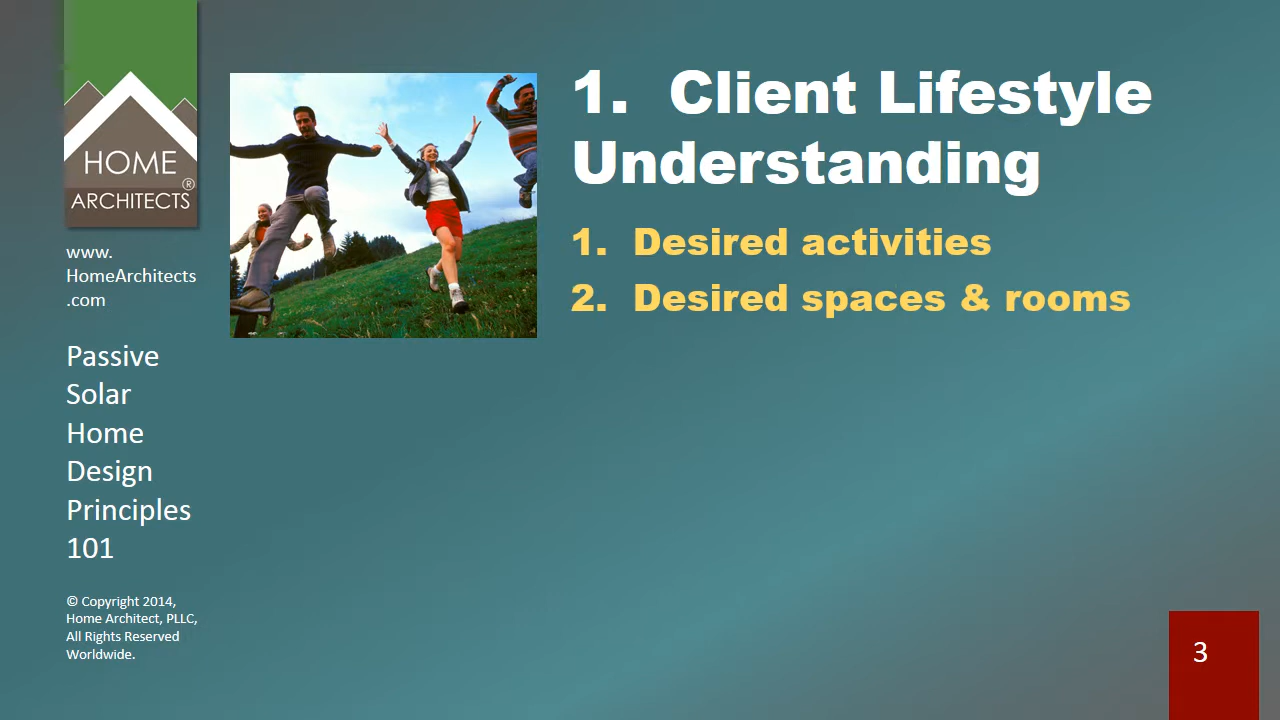 HOME
®
ARCHITECTS
www.
HomeArchitects
.com
Passive
Solar
Home
Design
Principles
101
© Copyright 2014,
Home Architect, PLLC,
All Rights Reserved
Worldwide.
1. Client Lifestyle
Understanding
1. Desired activities
2. Desired spaces & rooms
3